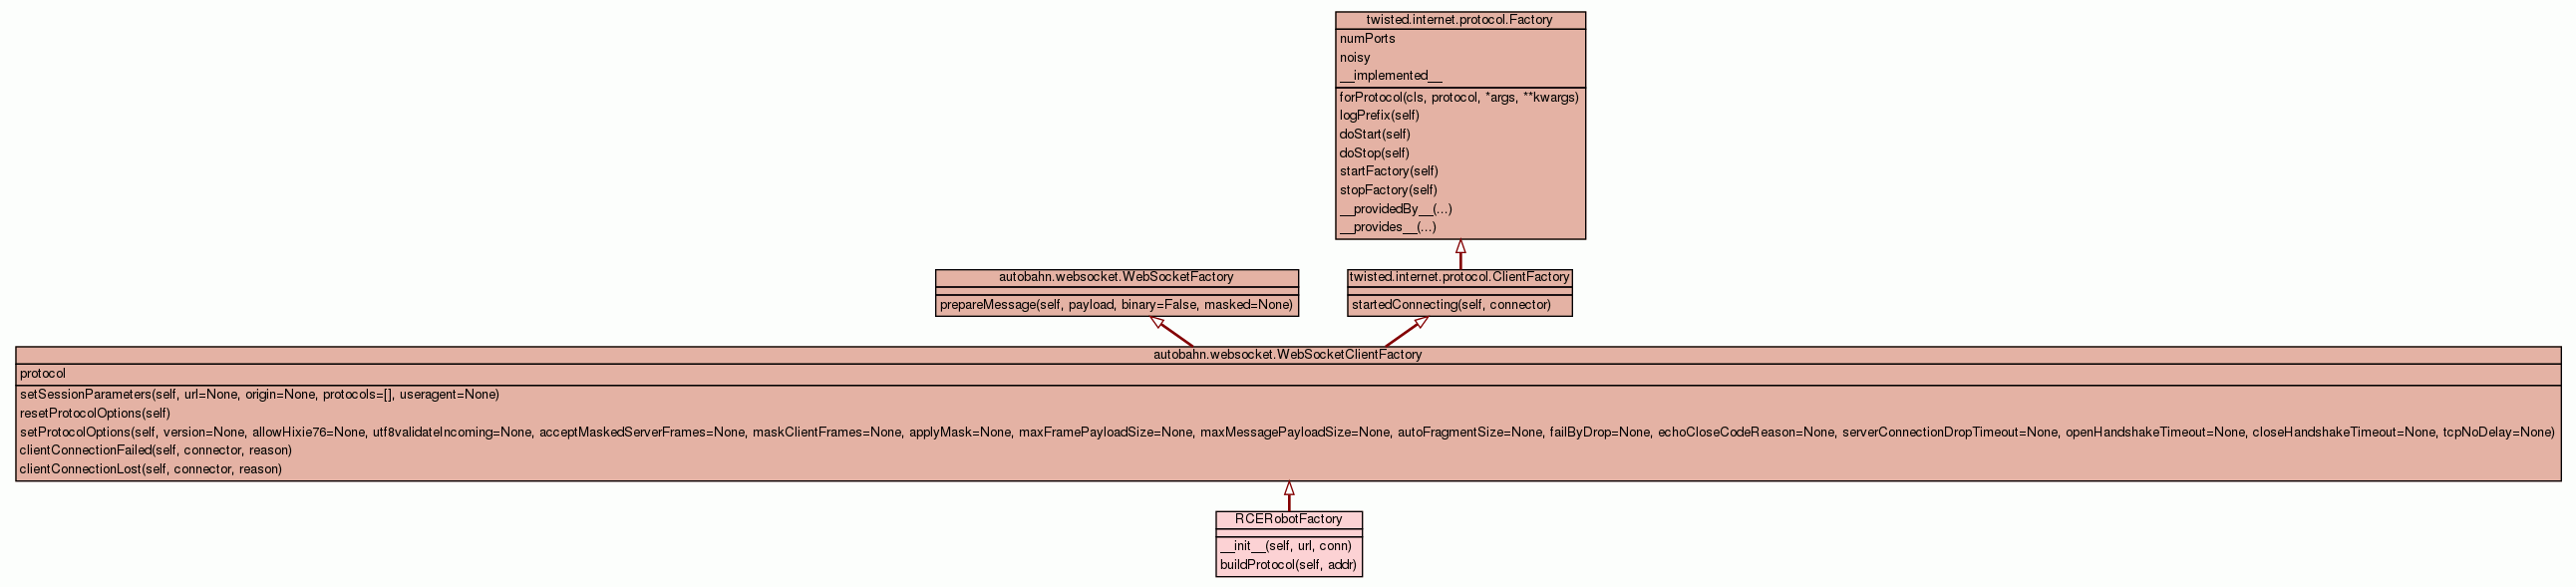 twisted.internet.protocol.Factory
numPorts
noisy
__implemented__
forProtocol(cls, protocol, *args, **kwargs)
logPrefix(self)
doStart(self)
doStop(self)
startFactory(self)
stopFactory(self)
__providedBy__(...)
__provides__(...)
autobahn.websocket.WebSocketFactory
prepareMessage(self, payload, binary=False, masked=None)
twisted.internet.protocol.ClientFactory
startedConnecting(self, connector)
autobahn.websocket.WebSocketClientFactory
protocol
setSessionParameters(self, url=None, origin=None, protocols=[], useragent=None)
resetProtocolOptions(self)
setProtocolOptions(self, version=None, allowHixie76=None, utf8validateIncoming=None, acceptMaskedServerFrames=None, maskClientFrames=None, applyMask=None, maxFramePayloadSize=None, maxMessagePayloadSize=None, autoFragmentSize=None, failByDrop=None, echoCloseCodeReason=None, serverConnectionDropTimeout=None, openHandshakeTimeout=None, closeHandshakeTimeout=None, tcpNoDelay=None)
clientConnectionFailed(self, connector, reason)
clientConnectionLost(self, connector, reason)
RCERobotFactory
__init__(self, url, conn)
buildProtocol(self, addr)